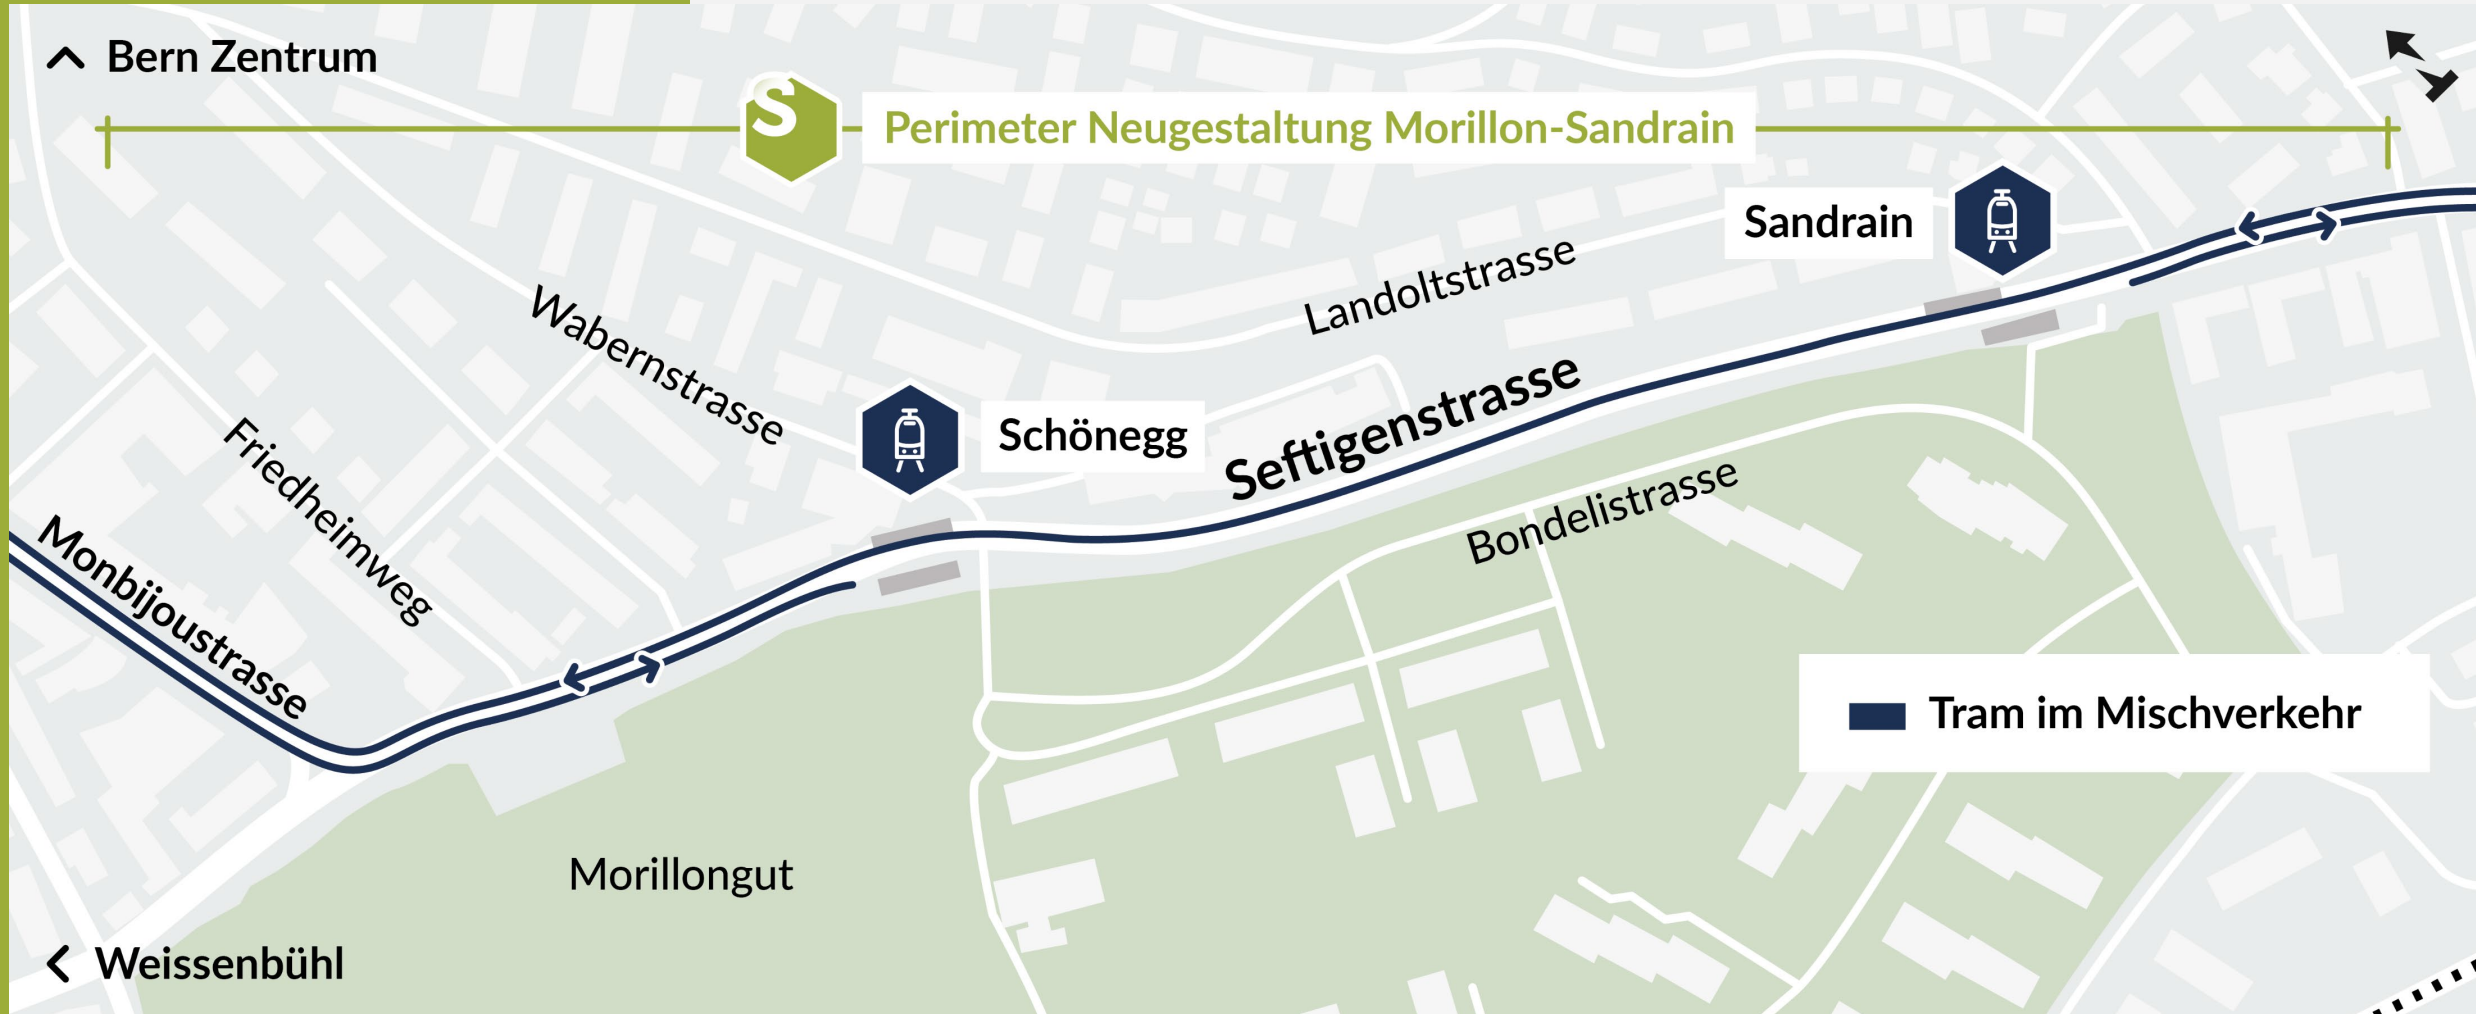 Bern Zentrum
S
Perimeter Neugestaltung Morillon-Sandrain
Sandrain
Landoltstrasse
Wabernstrasse
Schönegg
Seftigenstrasse
Friedheimweg
Bondelistrasse
Monbijoustrasse
Tram im Mischverkehr
Morillongut
Weissenbühl